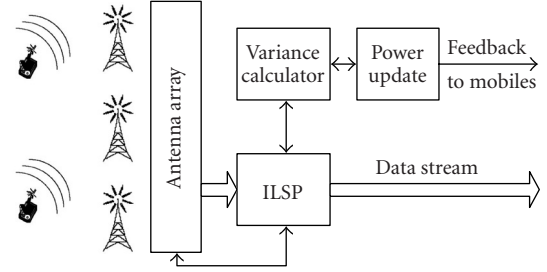 Antenna array
Variance
calculator
Power
update
Feedback
to mobiles
ILSP
Data stream